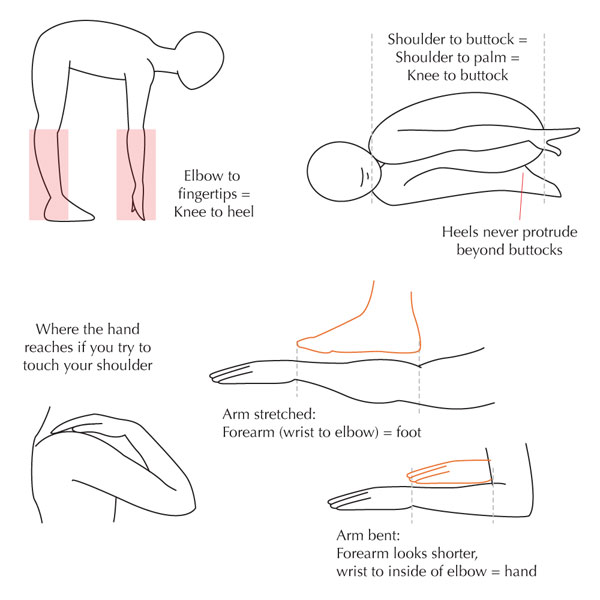 Shoulder to buttock =
Shoulder to palm =
Knee to buttock
Elbow to
fingertips =
Knee to heel
Heels never protrude
beyond buttocks
Where the hand
reaches if you try to
touch your shoulder
Arm stretched:
Forearm (wrist to elbow) = foot
Arm bent:
Forearm looks shorter,
wrist to inside of elbow = hand